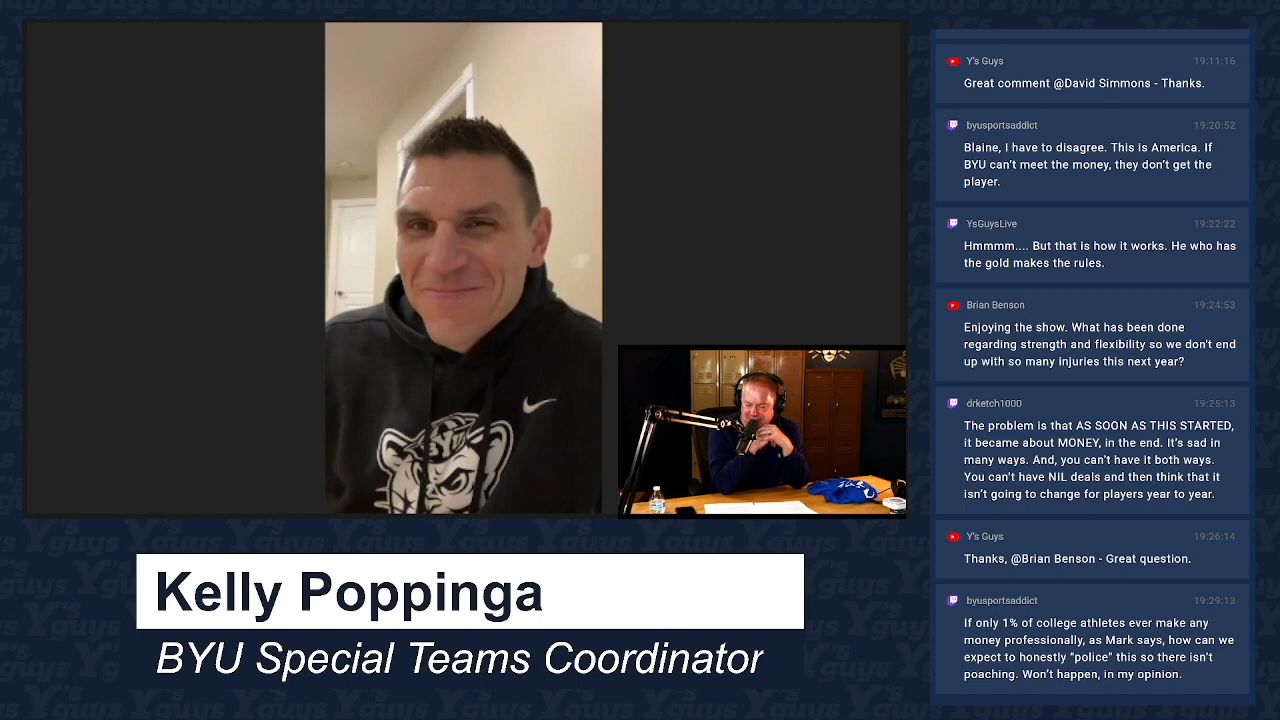 Y's Guys 19:11:16
Great comment @David Simmons - Thanks.
byusportsaddict 19:20:52
Blaine, I have to disagree. This is America. If
BYU can't meet the money, they don't get the
player.
YsGuysLive 19:22:22
Hmmmm.... But that is how it works. He who has
the gold makes the rules.
Brian Benson 19:24:53
Enjoying the show. What has been done
regarding strength and flexibility so we don't end
up with so many injuries this next year?
drketch1000 19:25:13
The problem is that AS SOON AS THIS STARTED,
it became about MONEY, in the end. It's sad in
many ways. And, you can't have it both ways.
You can't have NIL deals and then think that it
isn't going to change for players year to year.
Y's Guys 19:26:14
Thanks, @Brian Benson - Great question.
byusportsaddict 19:29:13
If only 1% of college athletes ever make any
money professionally, as Mark says, how can we
expect to honestly “police” this so there isn't
poaching. Won't happen, in my opinion.
Kelly Poppinga
BYU Special Teams Coordinator